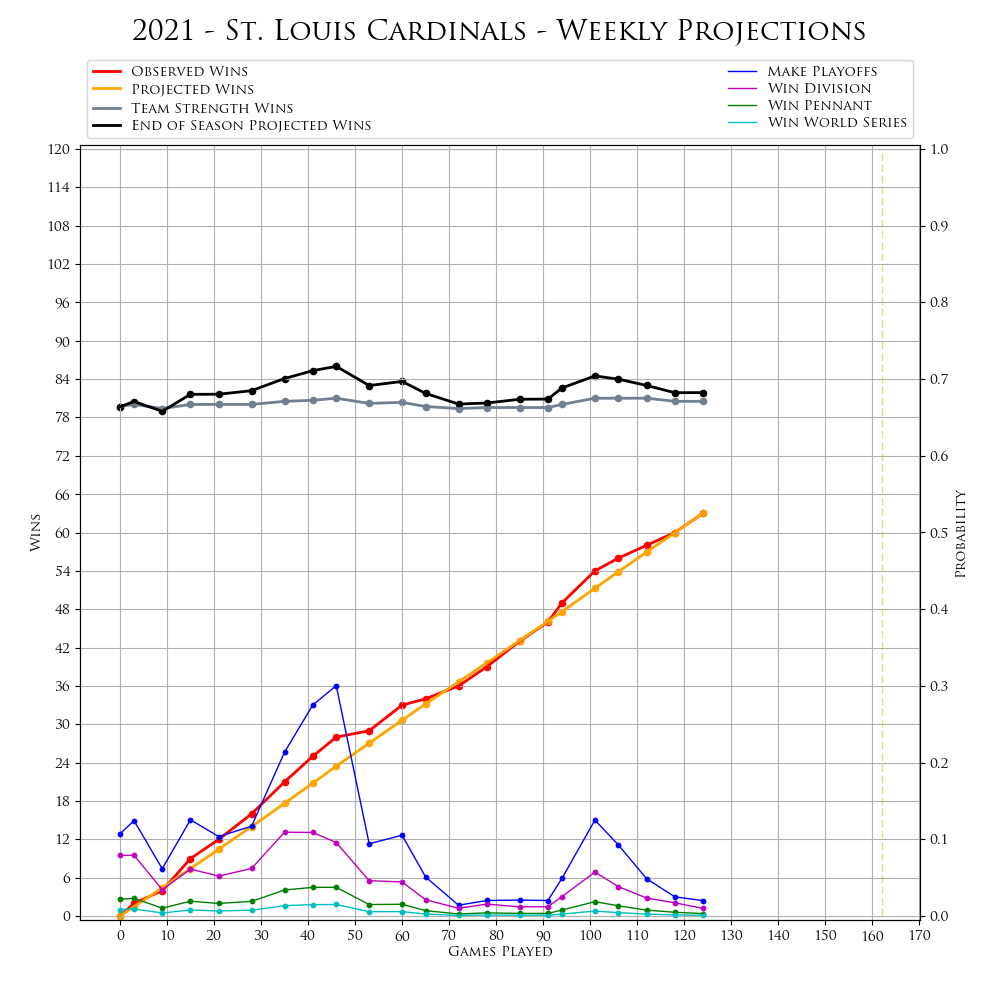 2021 - St. Louis Cardinals - Weekly Projections
Observed Wins
Projected Wins
Team Strength Wins
End of Season Projected Wins
Make Playoffs
Win Division
Win Pennant
Win World Series
120
114
108
102
96
90
84
78
72
66
60
54
48
42
36
30
24
18
12
6
0
Wins
1.0
0.9
0.8
0.7
0.6
0.5
0.4
0.3
0.2
0.1
0.0
Probability
0 10 20 30 40 50 60 70 80 90 100 110 120 130 140 150 160 170
Games Played